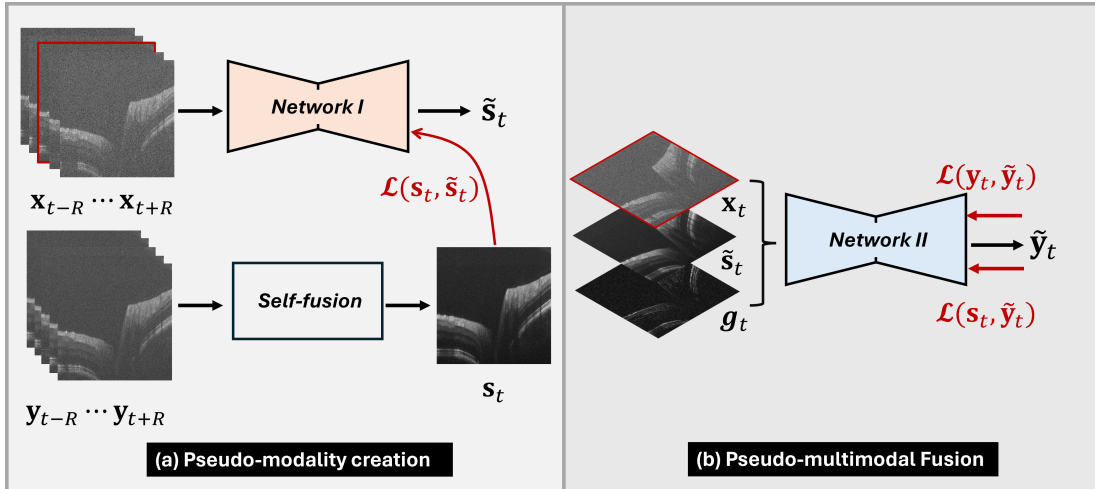 Network I
s̃ₜ
ℒ(sₜ, s̃ₜ)
xₜ₋R ⋯ xₜ₊R
Self-fusion
sₜ
yₜ₋R ⋯ yₜ₊R
(a) Pseudo-modality creation
xₜ
s̃ₜ
gₜ
Network II
ℒ(yₜ, ỹₜ)
ỹₜ
ℒ(sₜ, ỹₜ)
(b) Pseudo-multimodal Fusion